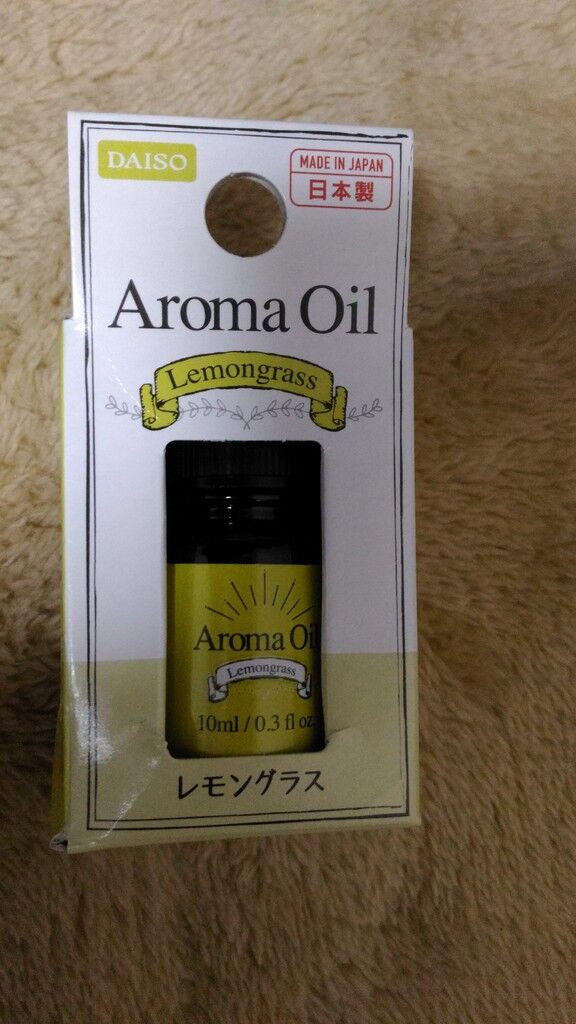 DAISO
MADE IN JAPAN
日本製
Aroma Oil
Lemongrass
Aroma Oil
Lemongrass
10ml / 0.3 fl oz.
レモングラス